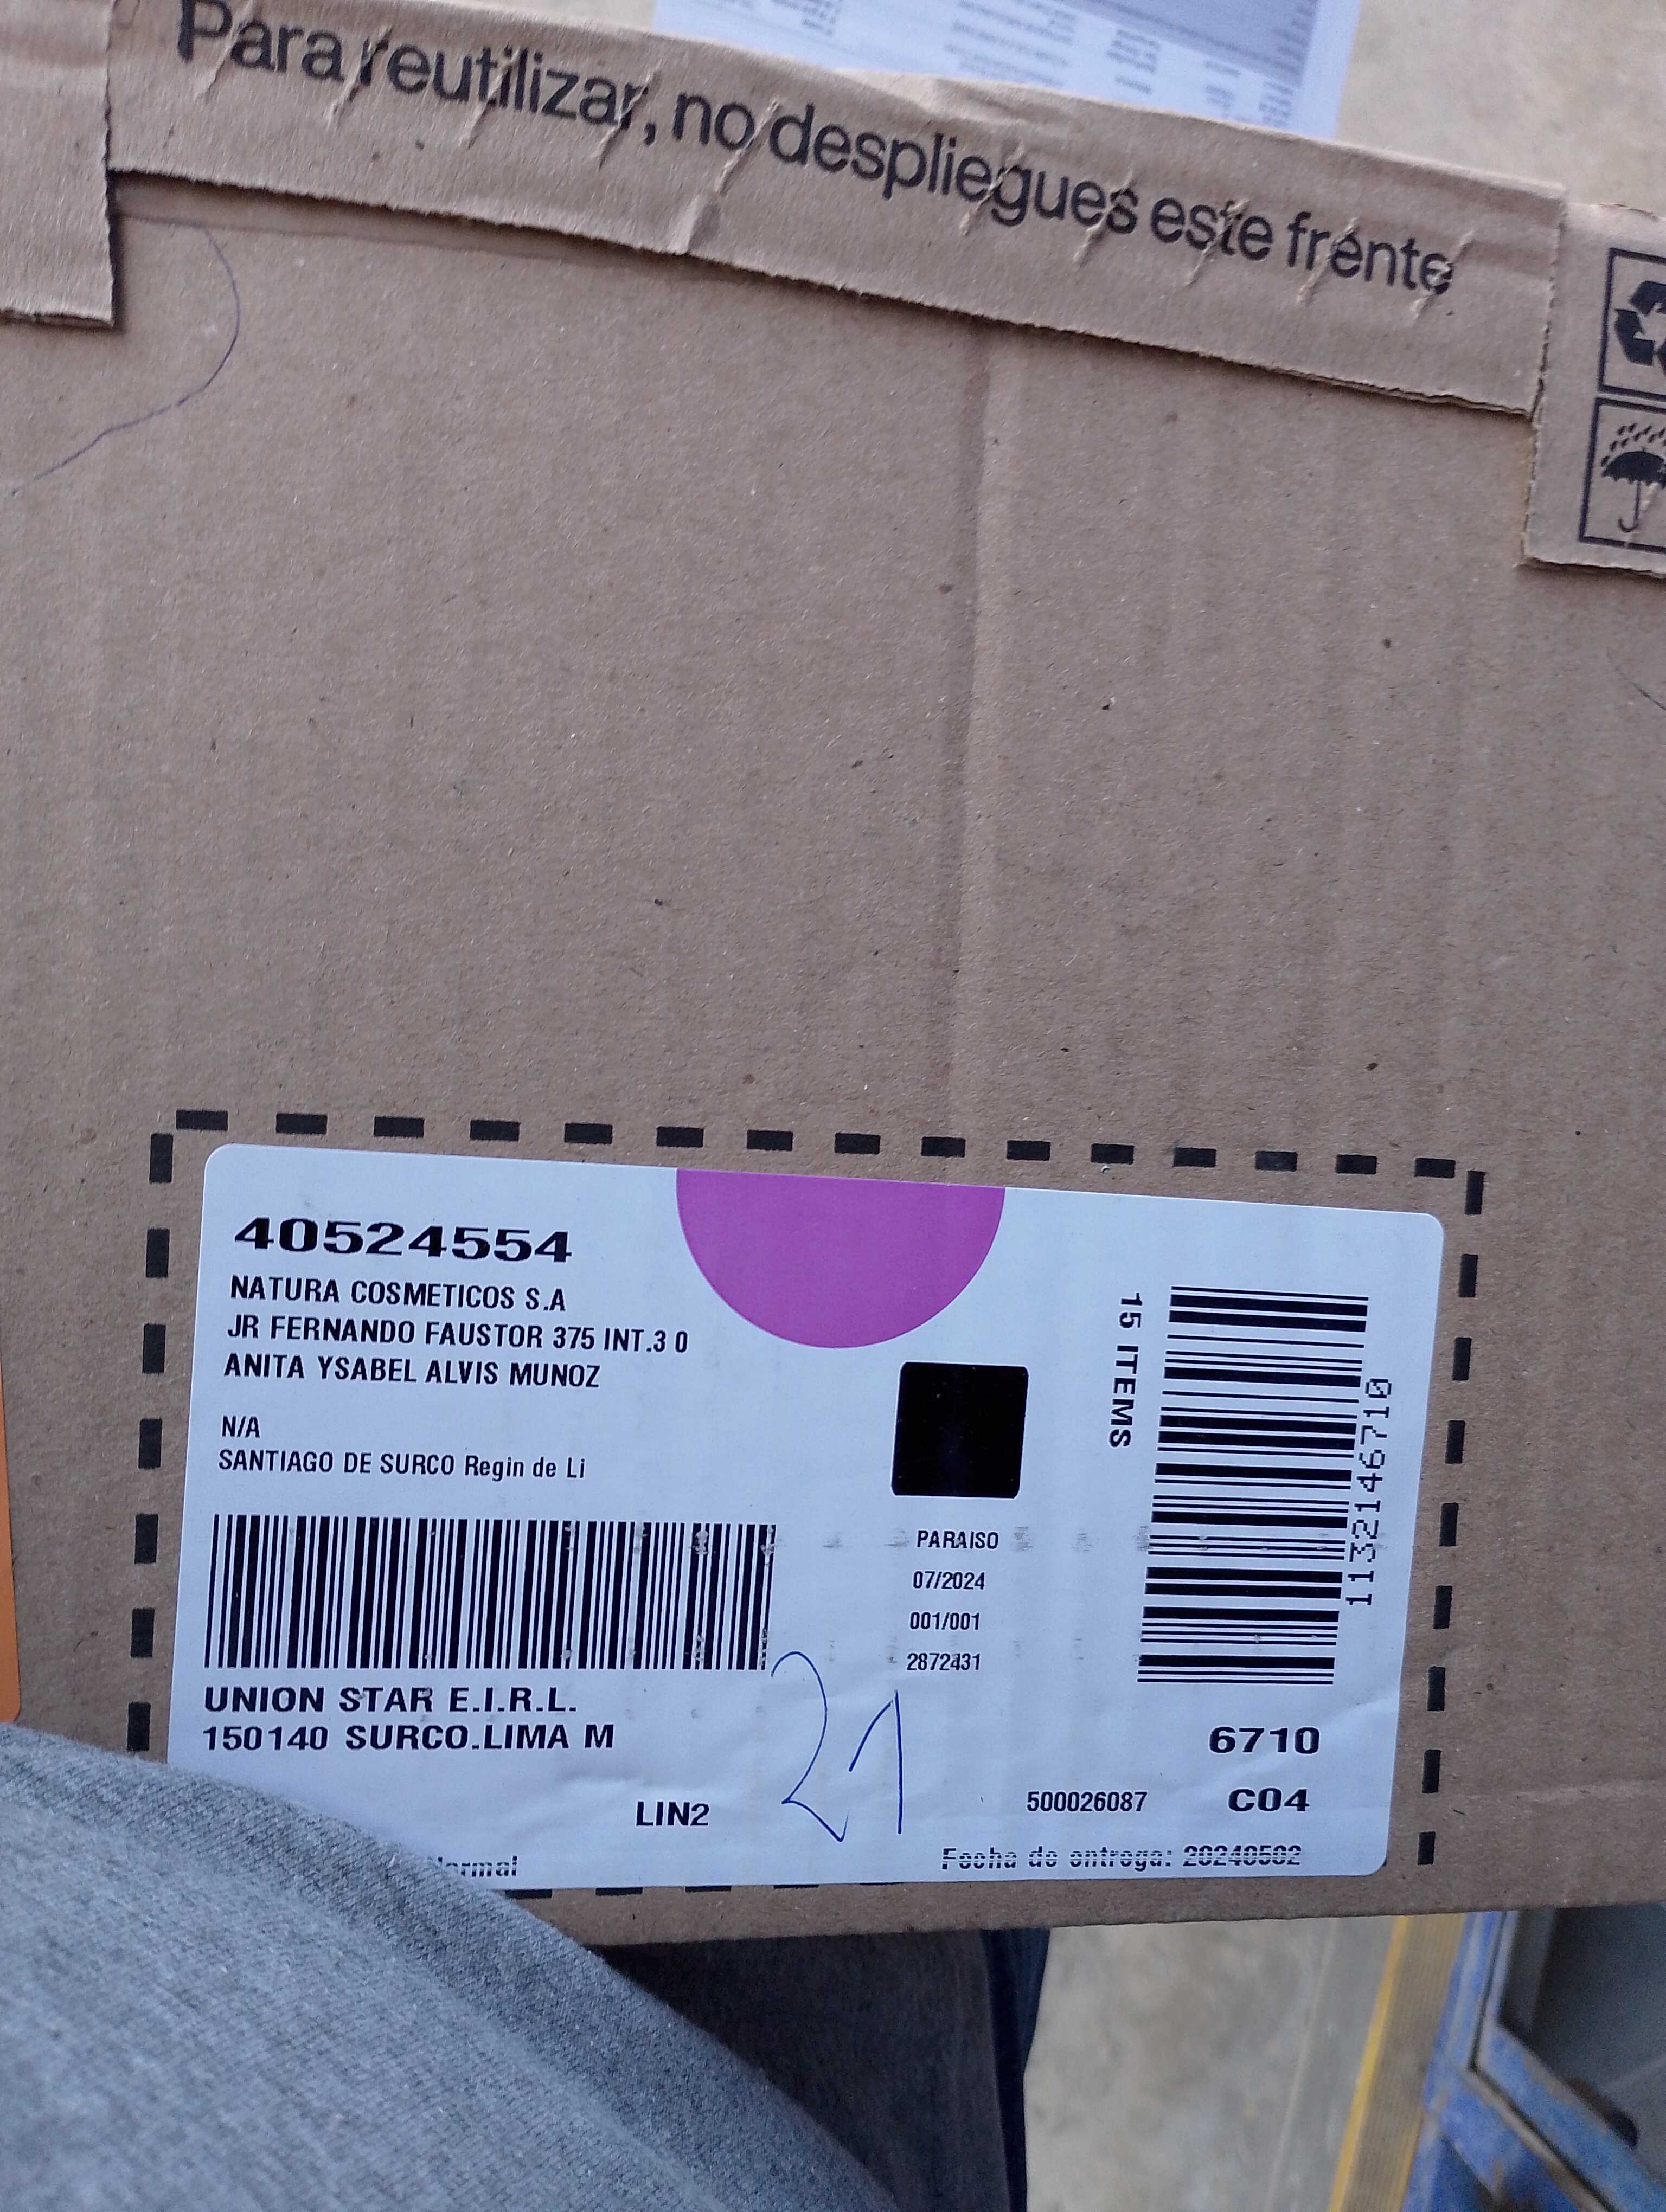 Para reutilizar, no despliegues este frente
40524554
NATURA COSMETICOS S.A
JR FERNANDO FAUSTOR 375 INT.3 0
ANITA YSABEL ALVIS MUNOZ
N/A
SANTIAGO DE SURCO Regin de Li
PARAISO
07/2024
001/001
2872431
15 ITEMS
1132146710
UNION STAR E.I.R.L.
150140 SURCO.LIMA M
21
6710
LIN2
500026087
C04
Fecha de entrega: 20240502